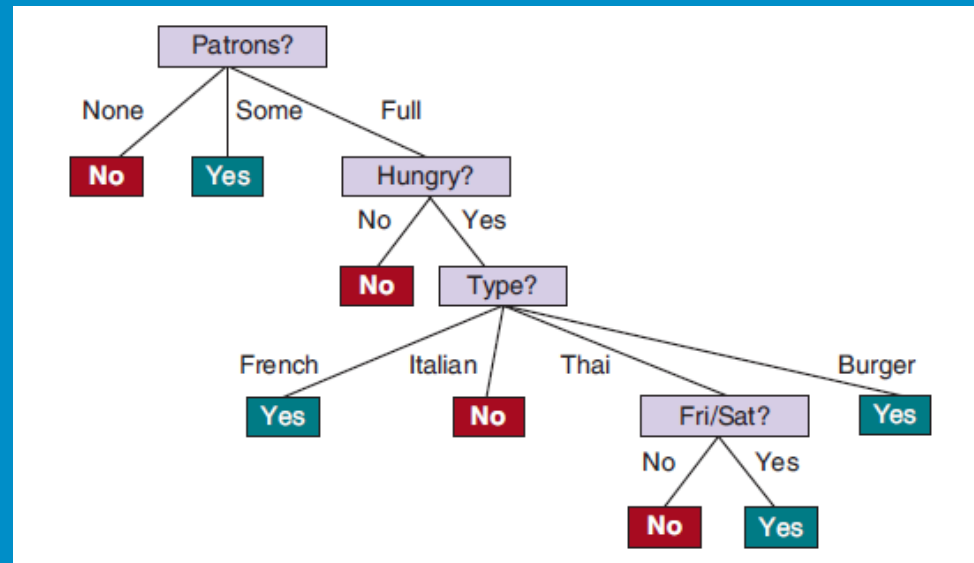 Patrons?
None Some Full
No Yes Hungry?
No Yes
No Type?
French Italian Thai Burger
Yes No Fri/Sat? Yes
No Yes
No Yes